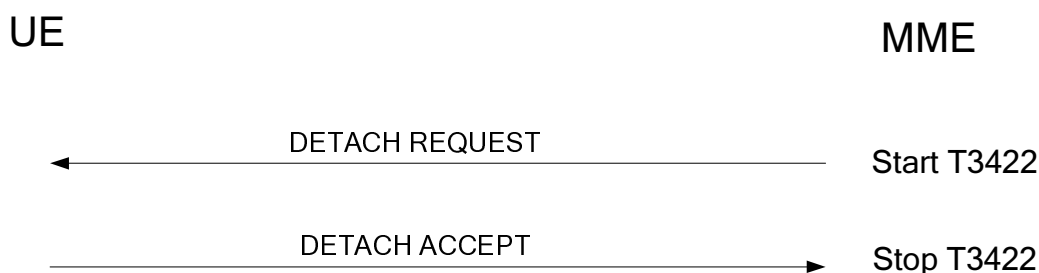 UE MME
DETACH REQUEST Start T3422
DETACH ACCEPT Stop T3422